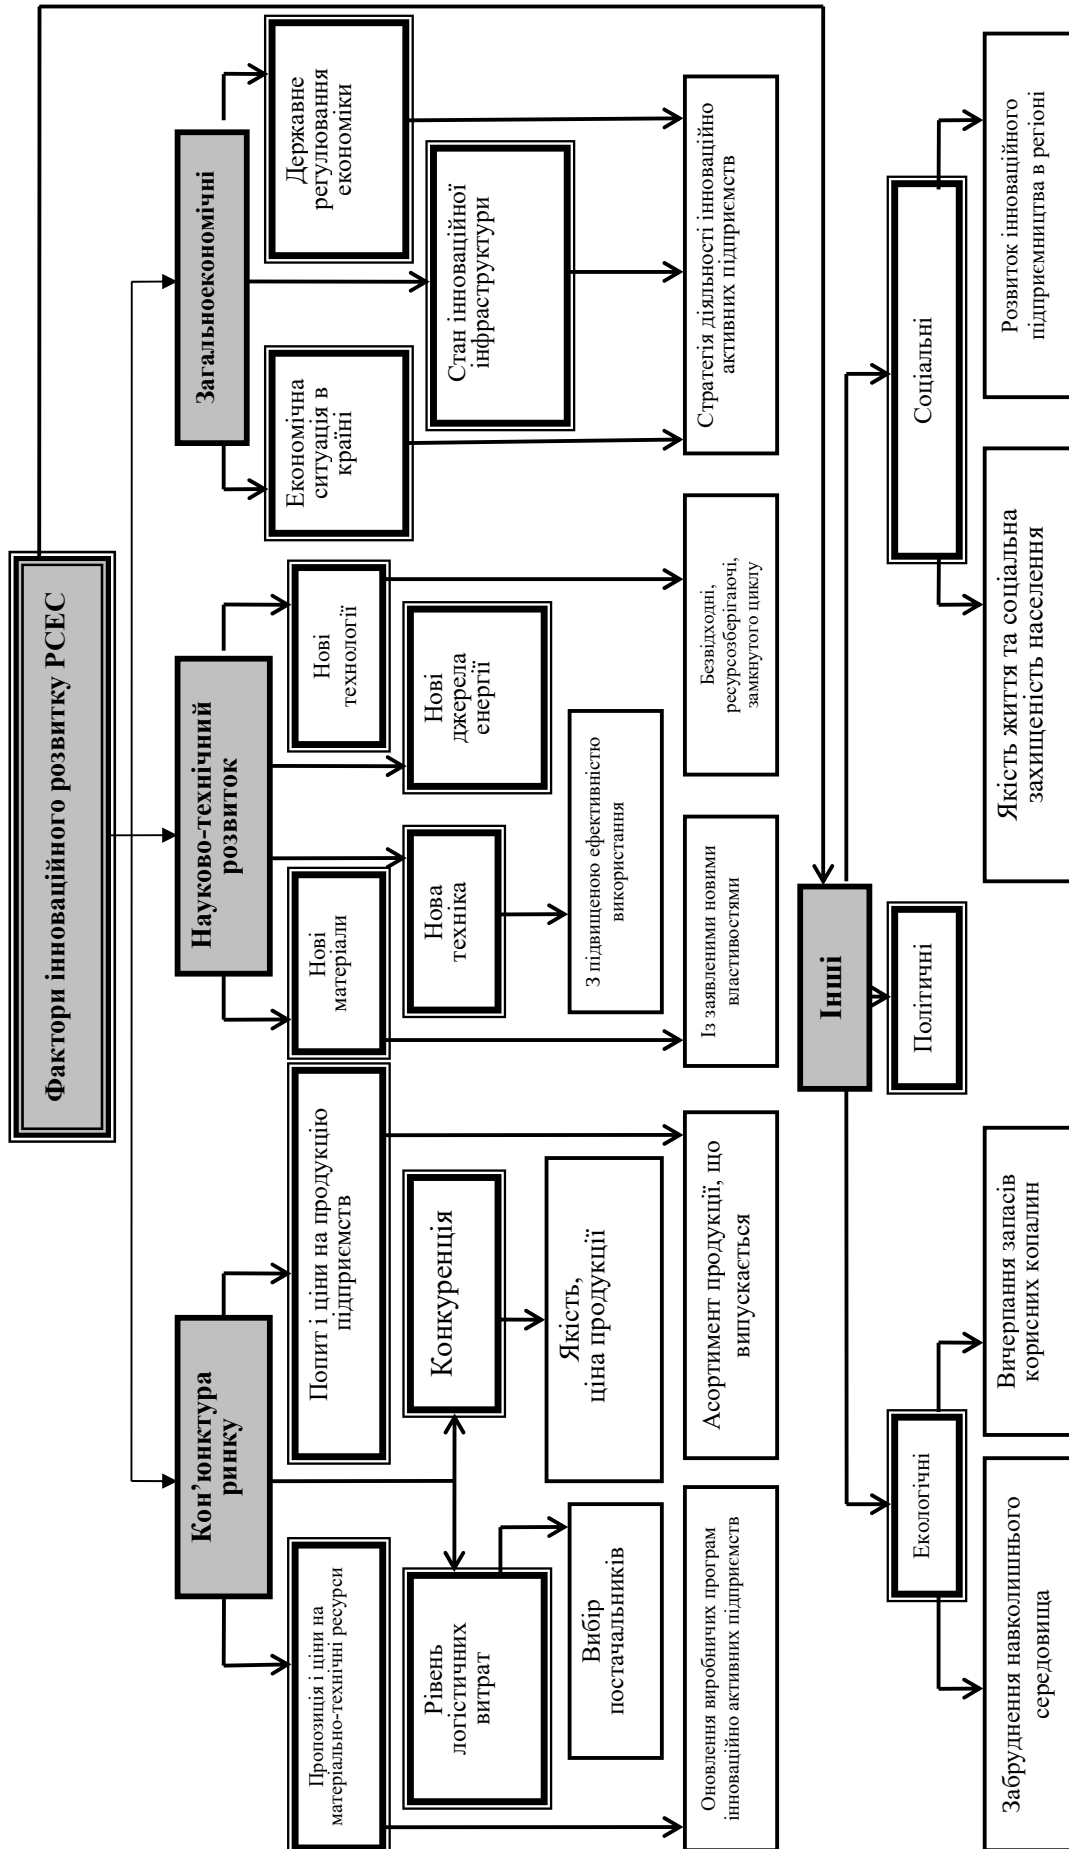 Фактори інноваційного розвитку РСЕС
Кон’юнктура
ринку
Науково-технічний
розвиток
Загальноекономічні
Пропозиція і ціни на
матеріально-технічні ресурси
Попит і ціни на продукцію
підприємств
Нові
матеріали
Нові
технології
Економічна
ситуація в
країні
Державне
регулювання
економіки
Рівень
логістичних
витрат
Конкуренція
Нова
техніка
Нові
джерела
енергії
Стан інноваційної
інфраструктури
Вибір
постачальників
Якість,
ціна продукції
З підвищеною ефективністю
використання
Оновлення виробничих програм
інноваційно активних підприємств
Асортимент продукції, що
випускається
Із заявленими новими
властивостями
Безвідходні,
ресурсозберігаючі,
замкнутого циклу
Стратегія діяльності інноваційно
активних підприємств
Інші
Екологічні
Політичні
Соціальні
Забруднення навколишнього
середовища
Вичерпання запасів
корисних копалин
Якість життя та соціальна
захищеність населення
Розвиток інноваційного
підприємництва в регіоні